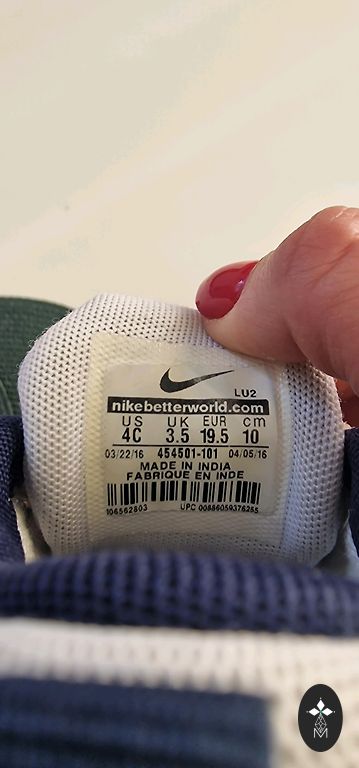 LU2
nikebetterworld.com
US UK EUR cm
4C 3.5 19.5 10
03/22/16 454501-101 04/05/16
MADE IN INDIA
FABRIQUE EN INDE
106562803 UPC 00886059376255
M